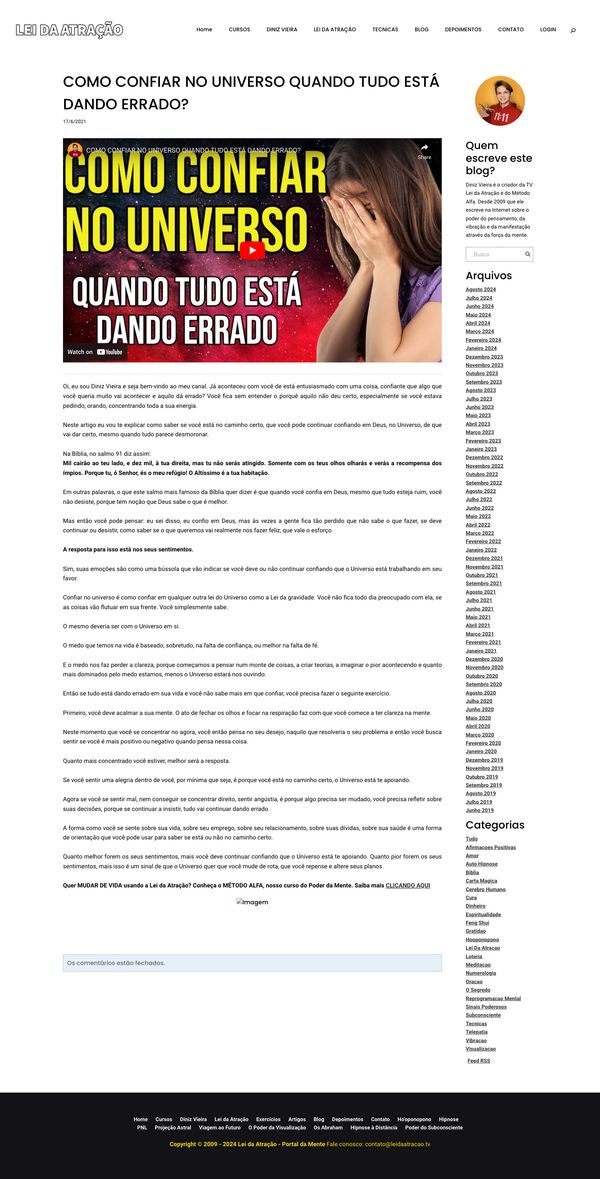 LEI DA ATRAÇÃO
Home CURSOS DINIZ VIEIRA LEI DA ATRAÇÃO TECNICAS BLOG DEPOIMENTOS CONTATO LOGIN
COMO CONFIAR NO UNIVERSO QUANDO TUDO ESTÁ
DANDO ERRADO?
17/6/2021
COMO CONFIAR NO UNIVERSO QUANDO TUDO ESTÁ DANDO ERRADO?
Share
COMO CONFIAR
NO UNIVERSO
QUANDO TUDO ESTÁ
DANDO ERRADO
Watch on YouTube
Oi, eu sou Diniz Vieira e seja bem-vindo ao meu canal. Já aconteceu com você de está entusiasmado com uma coisa, confiante que algo que
você queria muito vai acontecer e aquilo dá errado? Você fica sem entender o porquê aquilo não deu certo, especialmente se você estava
pedindo, orando, concentrando toda a sua energia.
Neste artigo eu vou te explicar como saber se você está no caminho certo, que você pode continuar confiando em Deus, no Universo, de que
vai dar certo, mesmo quando tudo parece desmoronar.
Na Bíblia, no salmo 91 diz assim:
Mil cairão ao teu lado, e dez mil, à tua direita, mas tu não serás atingido. Somente com os teus olhos olharás e verás a recompensa dos
ímpios. Porque tu, ó Senhor, és o meu refúgio! O Altíssimo é a tua habitação.
Em outras palavras, o que este salmo mais famoso da Bíblia quer dizer é que quando você confia em Deus, mesmo que tudo esteja ruim, você
não desiste, porque tem noção que Deus sabe o que é melhor.
Mas então você pode pensar: eu sei disso, eu confio em Deus, mas às vezes a gente fica tão perdido que não sabe o que fazer, se deve
continuar ou desistir, como saber se o que queremos vai realmente nos fazer feliz, que vale o esforço.
A resposta para isso está nos seus sentimentos.
Sim, suas emoções são como uma bússola que vão indicar se você deve ou não continuar confiando que o Universo está trabalhando em seu
favor.
Confiar no universo é como confiar em qualquer outra lei do Universo como a Lei da gravidade. Você não fica todo dia preocupado com ela, se
as coisas vão flutuar em sua frente. Você simplesmente sabe.
O mesmo deveria ser com o Universo em si.
O medo que temos na vida é baseado, sobretudo, na falta de confiança, ou melhor na falta de fé.
E o medo nos faz perder a clareza, porque começamos a pensar num monte de coisas, a criar teorias, a imaginar o pior acontecendo e quanto
mais dominados pelo medo estamos, menos o Universo estará nos ouvindo.
Então se tudo está dando errado em sua vida e você não sabe mais em que confiar, você precisa fazer o seguinte exercício.
Primeiro, você deve acalmar a sua mente. O ato de fechar os olhos e focar na respiração faz com que você comece a ter clareza na mente.
Neste momento que você se concentrar no agora, você então pensa no seu desejo, naquilo que resolveria o seu problema e então você busca
sentir se você é mais positivo ou negativo quando pensa nessa coisa.
Quanto mais concentrado você estiver, melhor será a resposta.
Se você sentir uma alegria dentro de você, por mínima que seja, é porque você está no caminho certo, o Universo está te apoiando.
Agora se você se sentir mal, nem conseguir se concentrar direito, sentir angústia, é porque algo precisa ser mudado, você precisa refletir sobre
suas decisões, porque se continuar a insistir, tudo vai continuar dando errado.
A forma como você se sente sobre sua vida, sobre seu emprego, sobre seu relacionamento, sobre suas dívidas, sobre sua saúde é uma forma
de orientação que você pode usar para saber se está ou não no caminho certo.
Quanto melhor forem os seus sentimentos, mais você deve continuar confiando que o Universo está te apoiando. Quanto pior forem os seus
sentimentos, mais isso é um sinal de que o Universo quer que você mude de rota, que você repense e altere seus planos.
Quer MUDAR DE VIDA usando a Lei da Atração? Conheça o MÉTODO ALFA, nosso curso do Poder da Mente. Saiba mais CLICANDO AQUI
Imagem
Os comentários estão fechados.
11:11
Quem
escreve este
blog?
Diniz Vieira é o criador da TV
Lei da Atração e do Método
Alfa. Desde 2009 que ele
escreve na Internet sobre o
poder do pensamento, da
vibração e da manifestação
através da força da mente.
Busca
Arquivos
Agosto 2024
Julho 2024
Junho 2024
Maio 2024
Abril 2024
Março 2024
Fevereiro 2024
Janeiro 2024
Dezembro 2023
Novembro 2023
Outubro 2023
Setembro 2023
Agosto 2023
Julho 2023
Junho 2023
Maio 2023
Abril 2023
Março 2023
Fevereiro 2023
Janeiro 2023
Dezembro 2022
Novembro 2022
Outubro 2022
Setembro 2022
Agosto 2022
Julho 2022
Junho 2022
Maio 2022
Abril 2022
Março 2022
Fevereiro 2022
Janeiro 2022
Dezembro 2021
Novembro 2021
Outubro 2021
Setembro 2021
Agosto 2021
Julho 2021
Junho 2021
Maio 2021
Abril 2021
Março 2021
Fevereiro 2021
Janeiro 2021
Dezembro 2020
Novembro 2020
Outubro 2020
Setembro 2020
Agosto 2020
Julho 2020
Junho 2020
Maio 2020
Abril 2020
Março 2020
Fevereiro 2020
Janeiro 2020
Dezembro 2019
Novembro 2019
Outubro 2019
Setembro 2019
Agosto 2019
Julho 2019
Junho 2019
Categorias
Tudo
Afirmacoes Positivas
Amor
Auto Hipnose
Bíblia
Carta Magica
Cerebro Humano
Cura
Dinheiro
Espiritualidade
Feng Shui
Gratidao
Hooponopono
Lei Da Atracao
Loteria
Meditacao
Numerologia
Oracao
O Segredo
Reprogramacao Mental
Sinais Poderosos
Subconsciente
Tecnicas
Telepatia
Vibracao
Visualizacao
Feed RSS
Home Cursos Diniz Vieira Lei da Atração Exercícios Artigos Blog Depoimentos Contato Ho'oponopono Hipnose
PNL Projeção Astral Viagem ao Futuro O Poder da Visualização Os Abraham Hipnose à Distância Poder do Subconsciente
Copyright © 2009 - 2024 Lei da Atração - Portal da Mente Fale conosco: contato@leidaatracao.tv